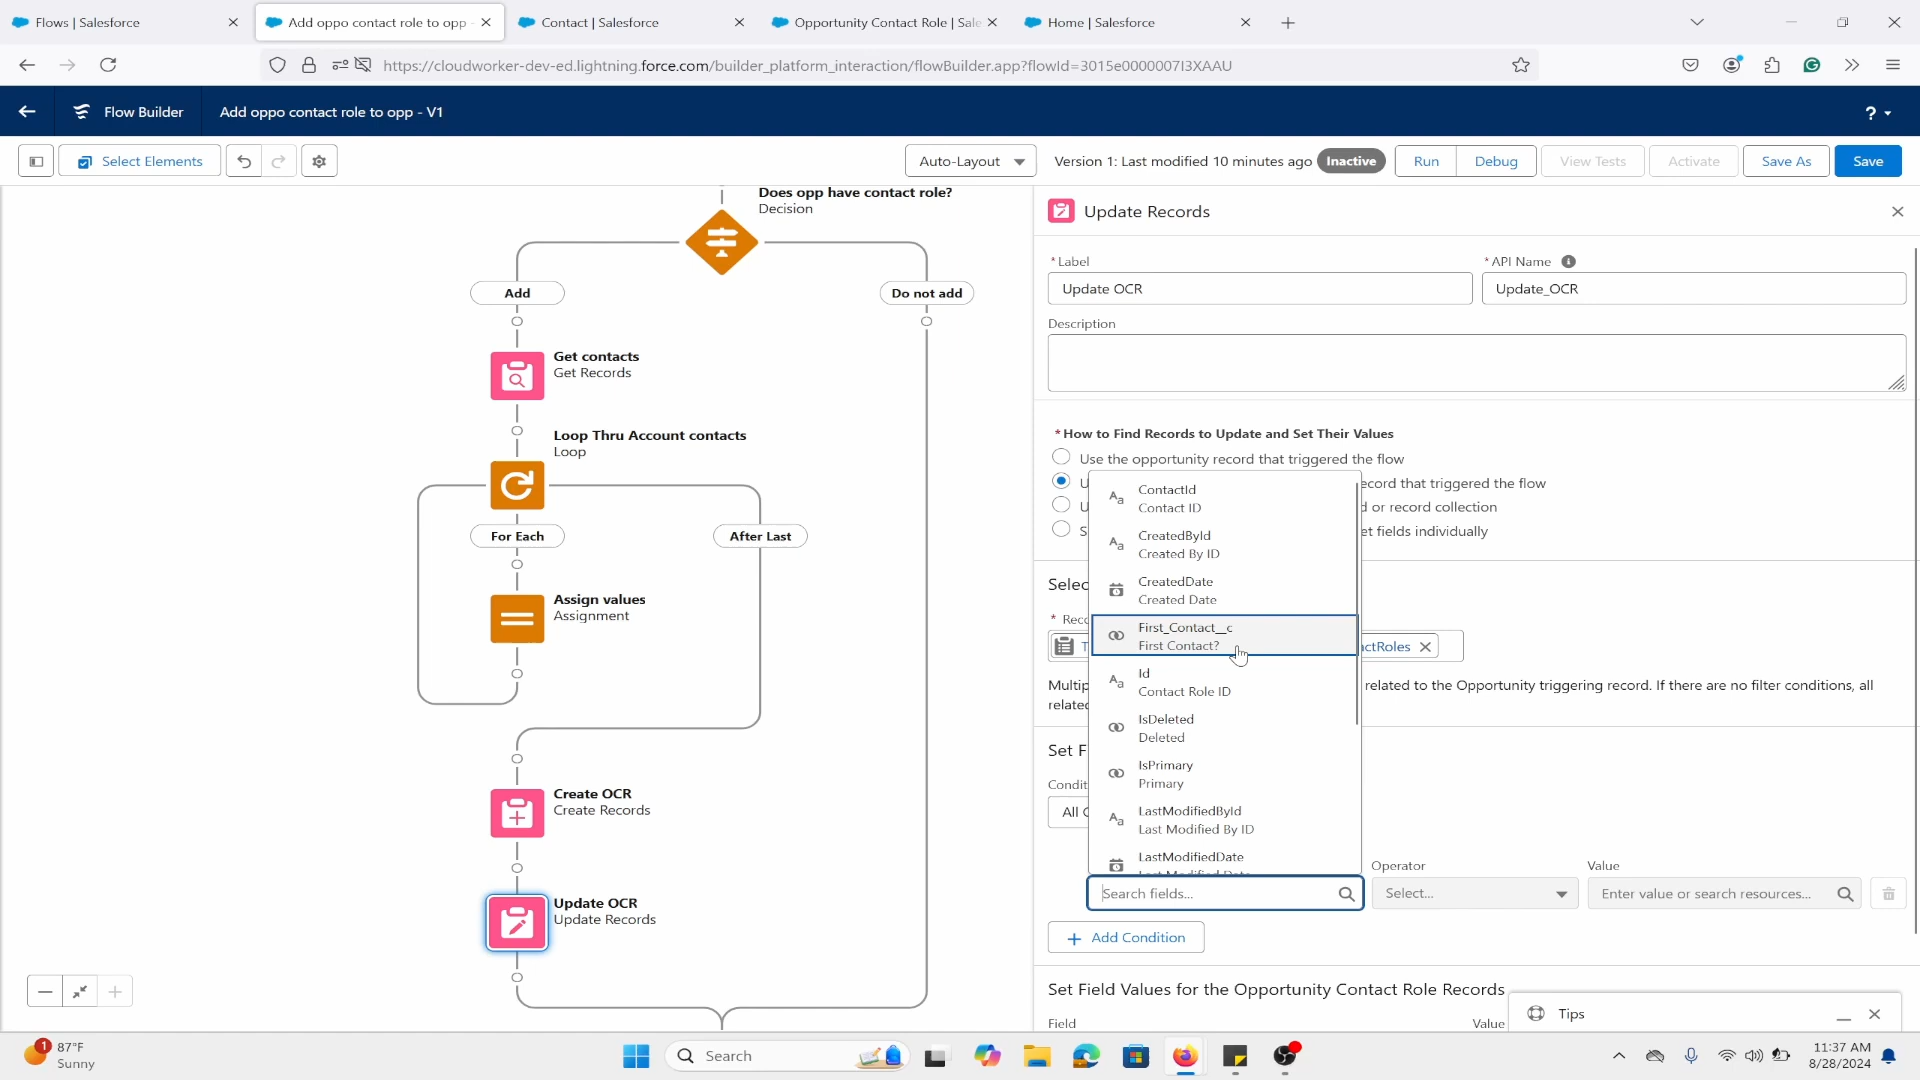 Flows | Salesforce
Add oppo contact role to opp -
Contact | Salesforce
Opportunity Contact Role | Sale
Home | Salesforce
https://cloudworker-dev-ed.lightning.force.com/builder_platform_interaction/flowBuilder.app?flowId=3015e0000007I3XAAU
Flow Builder
Add oppo contact role to opp - V1
?
Select Elements
Auto-Layout
Version 1: Last modified 10 minutes ago
Inactive
Run
Debug
View Tests
Activate
Save As
Save
Does opp have contact role?
Decision
Add
Do not add
Get contacts
Get Records
Loop Thru Account contacts
Loop
For Each
After Last
Assign values
Assignment
Create OCR
Create Records
Update OCR
Update Records
Update Records
* Label
Update OCR
* API Name
Update_OCR
Description
* How to Find Records to Update and Set Their Values
Use the opportunity record that triggered the flow
U
ecord that triggered the flow
U
d or record collection
S
et fields individually
Selec
* Reco
T
actRoles
Multip
related to the Opportunity triggering record. If there are no filter conditions, all
relate
Set F
Condit
All C
ContactId
Contact ID
CreatedById
Created By ID
CreatedDate
Created Date
First_Contact__c
First Contact?
Id
Contact Role ID
IsDeleted
Deleted
IsPrimary
Primary
LastModifiedById
Last Modified By ID
LastModifiedDate
Last Modified Date
Search fields...
Operator
Select...
Value
Enter value or search resources...
+ Add Condition
Set Field Values for the Opportunity Contact Role Records
Field
Value
Tips
1
87°F
Sunny
Search
11:37 AM
8/28/2024